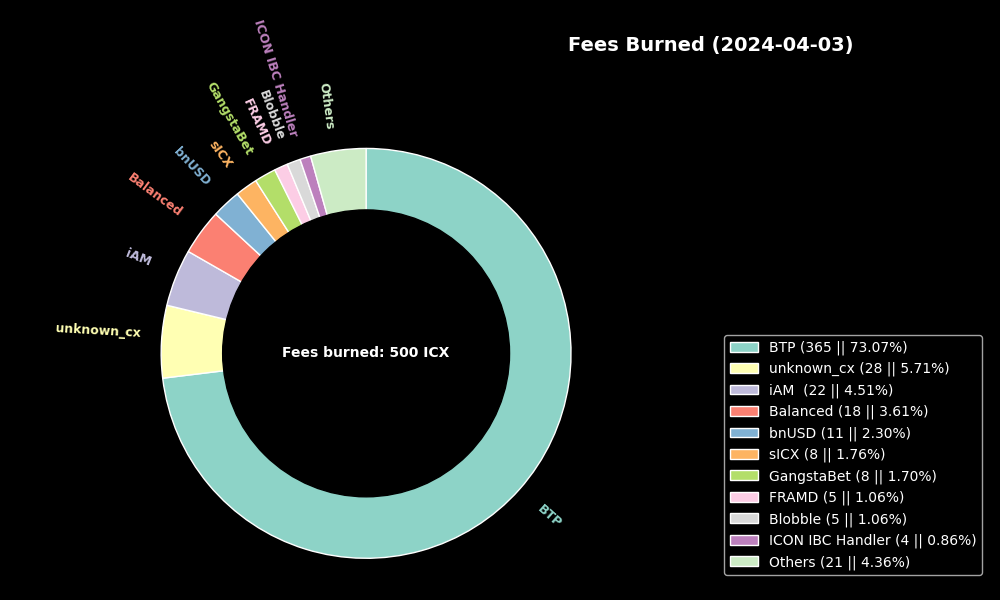 Fees Burned (2024-04-03)
ICON IBC Handler
Others
GangstaBet
FRAMD
Blobble
sICX
bnUSD
Balanced
iAM
unknown_cx
Fees burned: 500 ICX
BTP
BTP (365 || 73.07%)
unknown_cx (28 || 5.71%)
iAM  (22 || 4.51%)
Balanced (18 || 3.61%)
bnUSD (11 || 2.30%)
sICX (8 || 1.76%)
GangstaBet (8 || 1.70%)
FRAMD (5 || 1.06%)
Blobble (5 || 1.06%)
ICON IBC Handler (4 || 0.86%)
Others (21 || 4.36%)